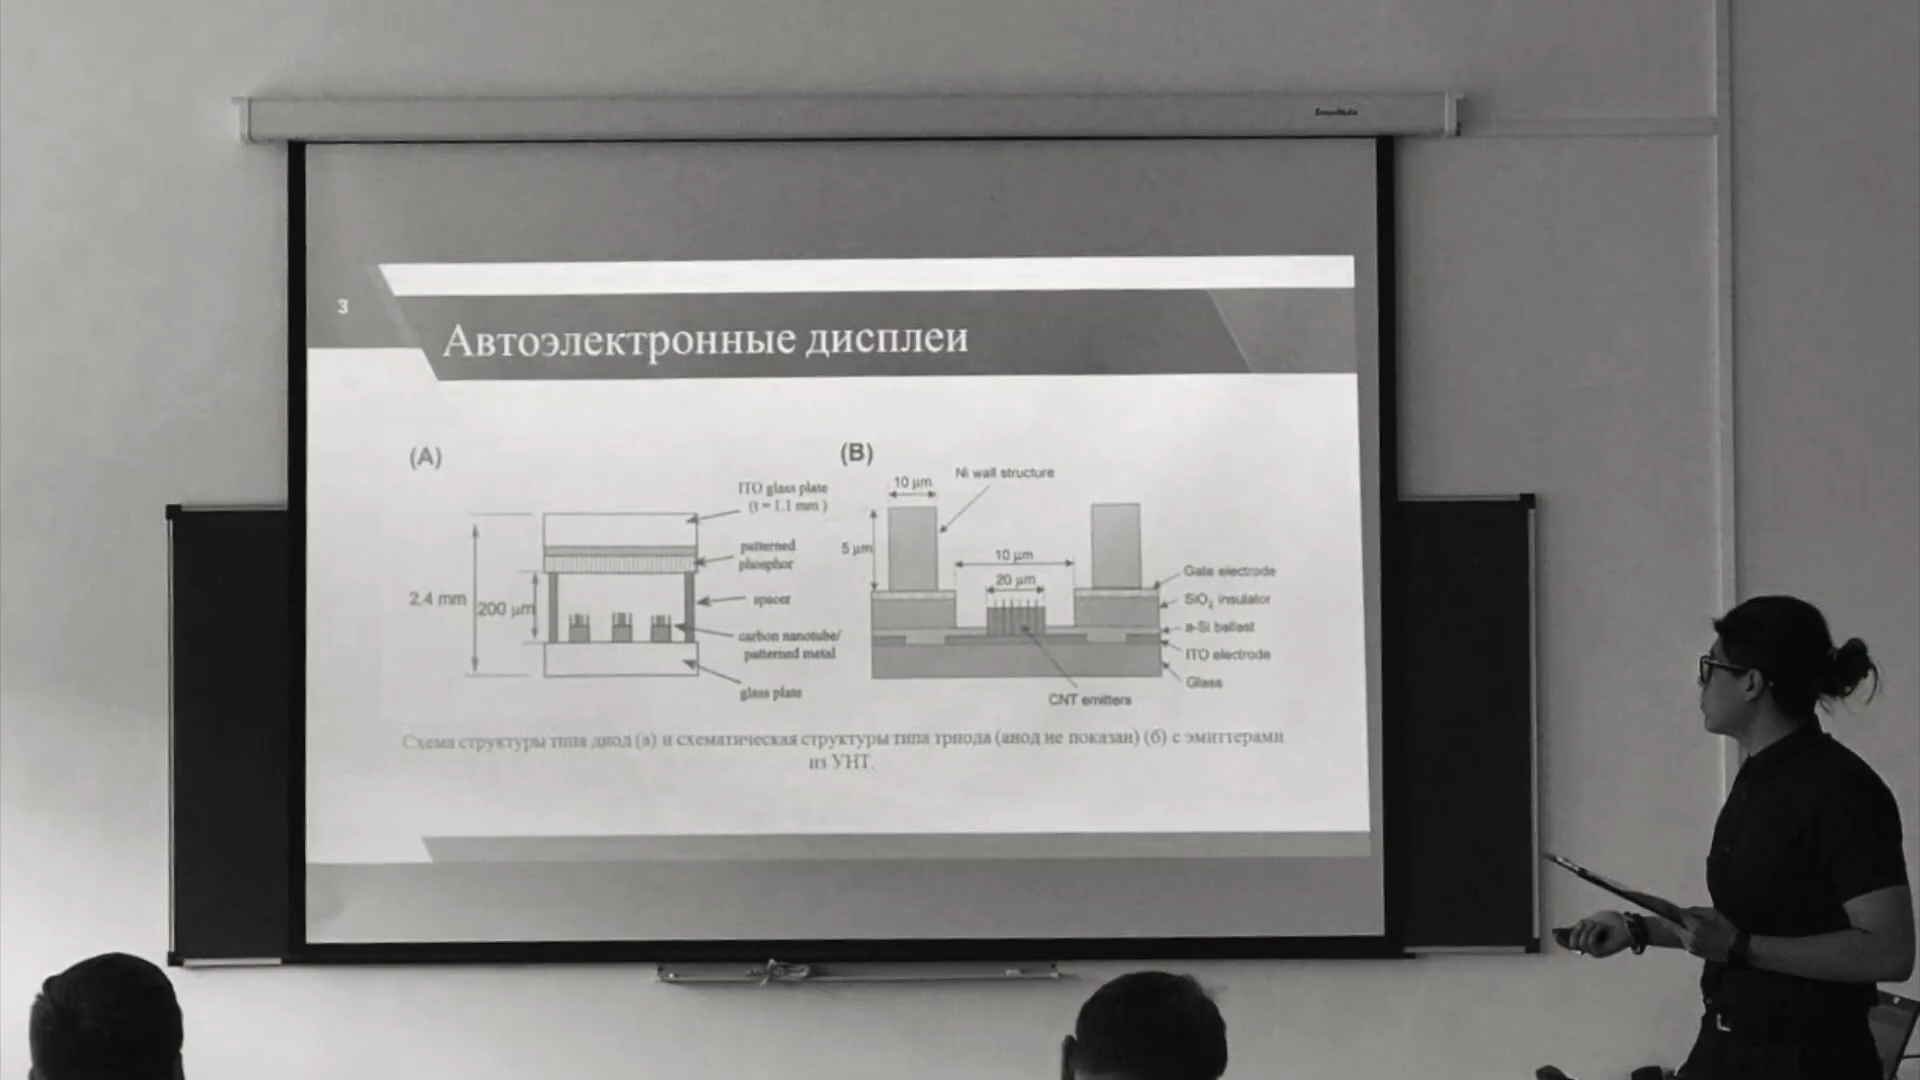 3
Автоэлектронные дисплеи
(A)
ITO glass plate
(t = 1.1 mm )
patterned
phosphor
spacer
carbon nanotube/
patterned metal
glass plate
2.4 mm
200 μm
(B)
Ni wall structure
10 μm
5 μm
10 μm
20 μm
Gate electrode
SiO₂ insulator
a-Si ballast
ITO electrode
Glass
CNT emitters
Схема структуры типа диод (а) и схематическая структуры типа триода (анод не показан) (б) с эмиттерами
из УНТ.